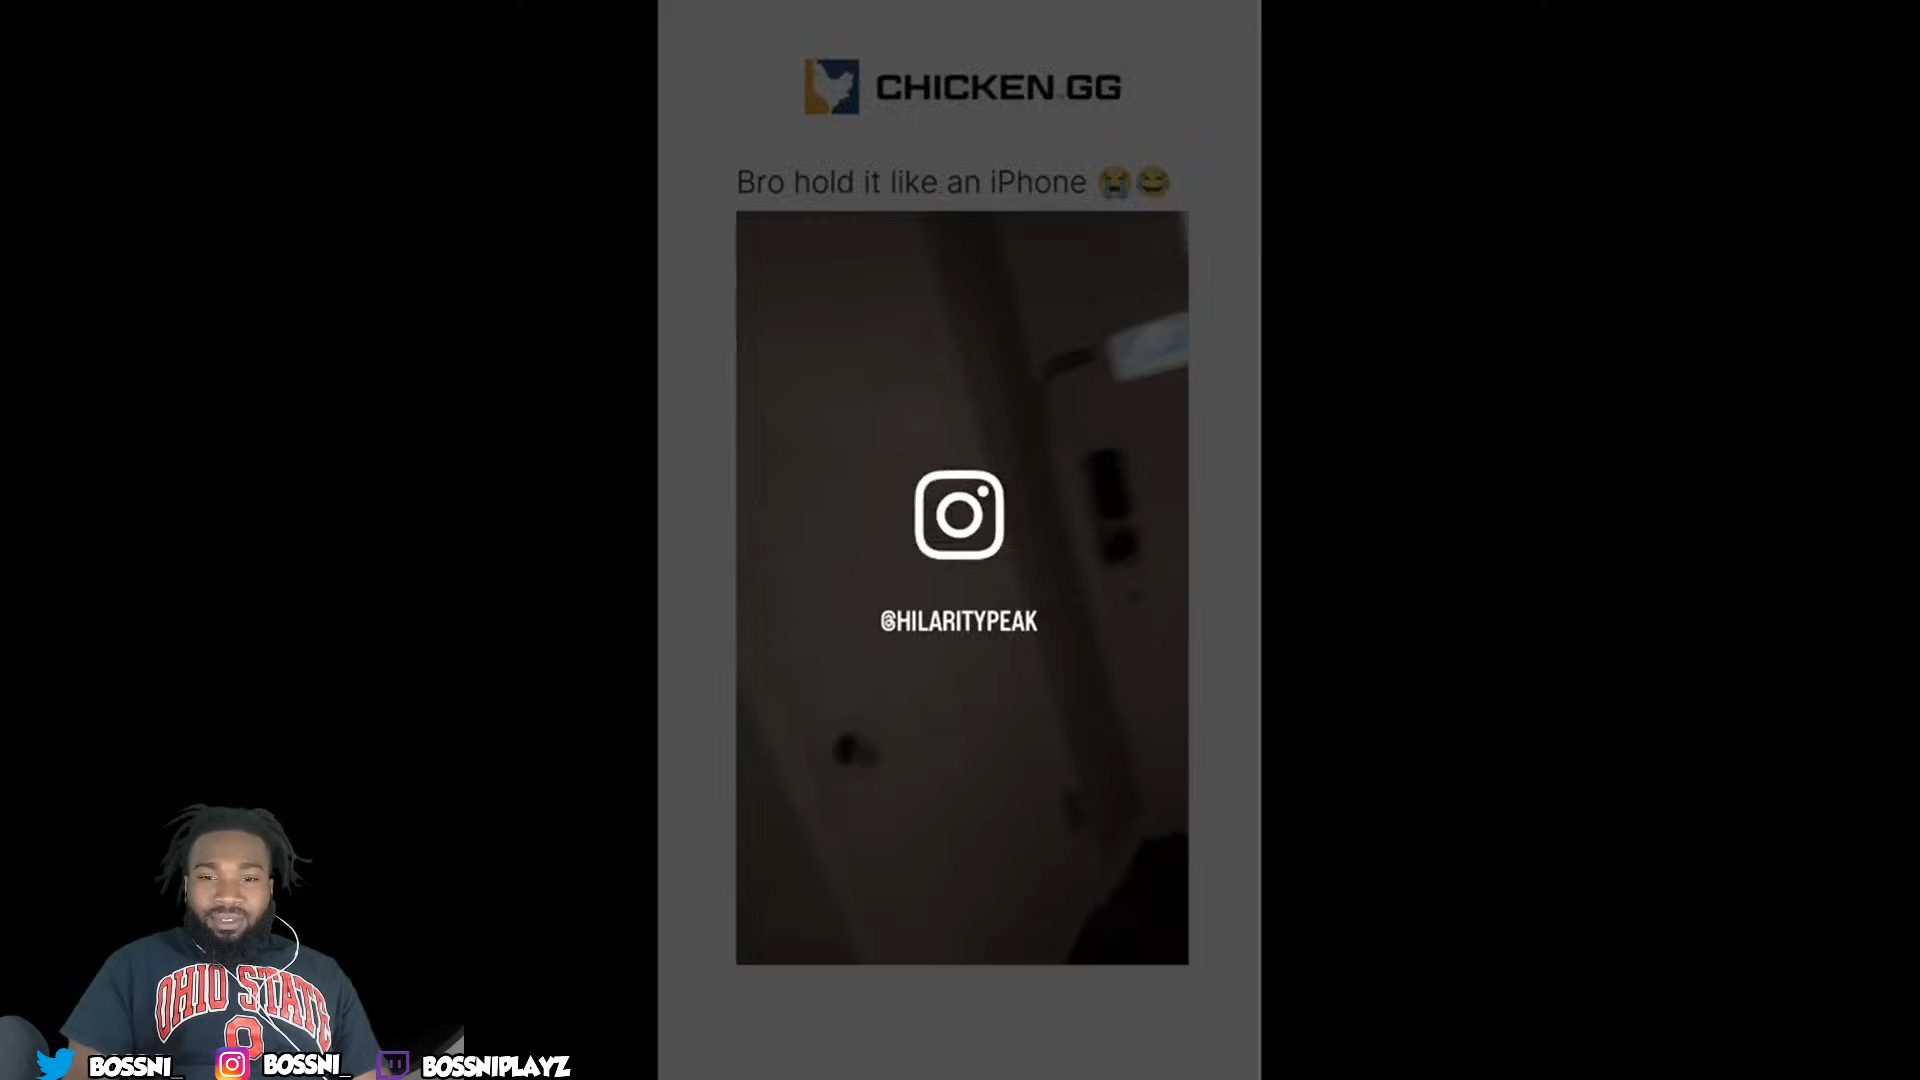 CHICKEN.GG
Bro hold it like an iPhone 😭😂
@HILARITYPEAK
OHIO STATE
O
BOSSNI_ BOSSNI_ BOSSNIPLAYZ